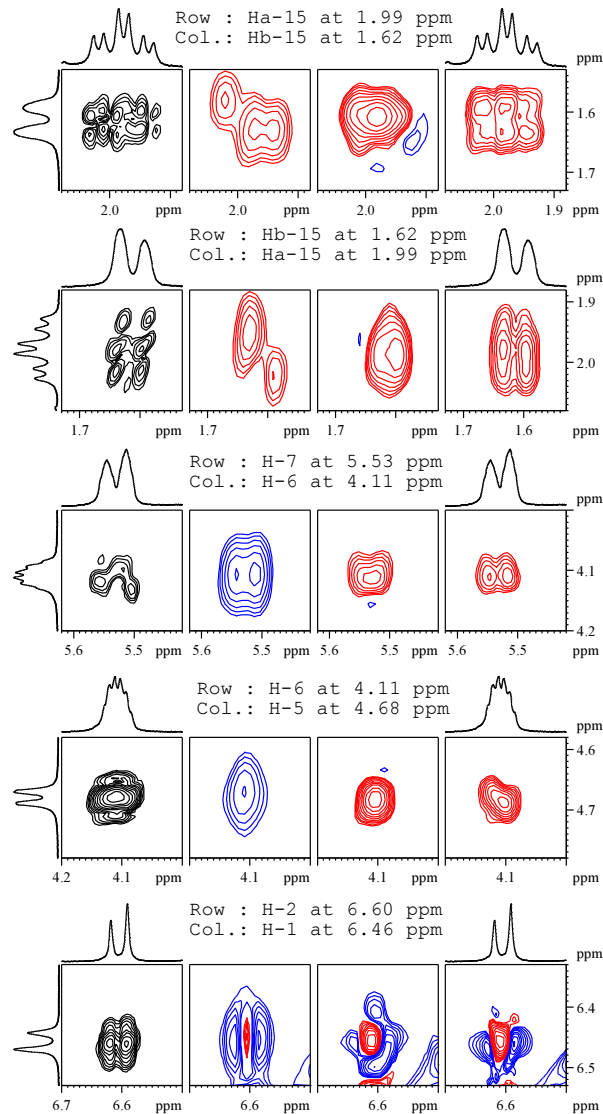 Row : Ha-15 at 1.99 ppm
Col.: Hb-15 at 1.62 ppm
ppm
1.6
1.7
2.0 ppm 2.0 ppm 2.0 ppm 2.0 1.9
Row : Hb-15 at 1.62 ppm
Col.: Ha-15 at 1.99 ppm
ppm
1.9
2.0
1.7 ppm 1.7 ppm 1.7 ppm 1.7 1.6
Row : H-7 at 5.53 ppm
Col.: H-6 at 4.11 ppm
ppm
4.1
4.2
5.6 5.5 ppm 5.5 ppm 5.5 ppm 5.5 ppm
Row : H-6 at 4.11 ppm
Col.: H-5 at 4.68 ppm
ppm
4.6
4.7
4.2 4.1 ppm 4.1 ppm 4.1 ppm 4.1 ppm
Row : H-2 at 6.60 ppm
Col.: H-1 at 6.46 ppm
ppm
6.4
6.5
6.7 6.6 ppm 6.6 ppm 6.6 ppm 6.6 ppm